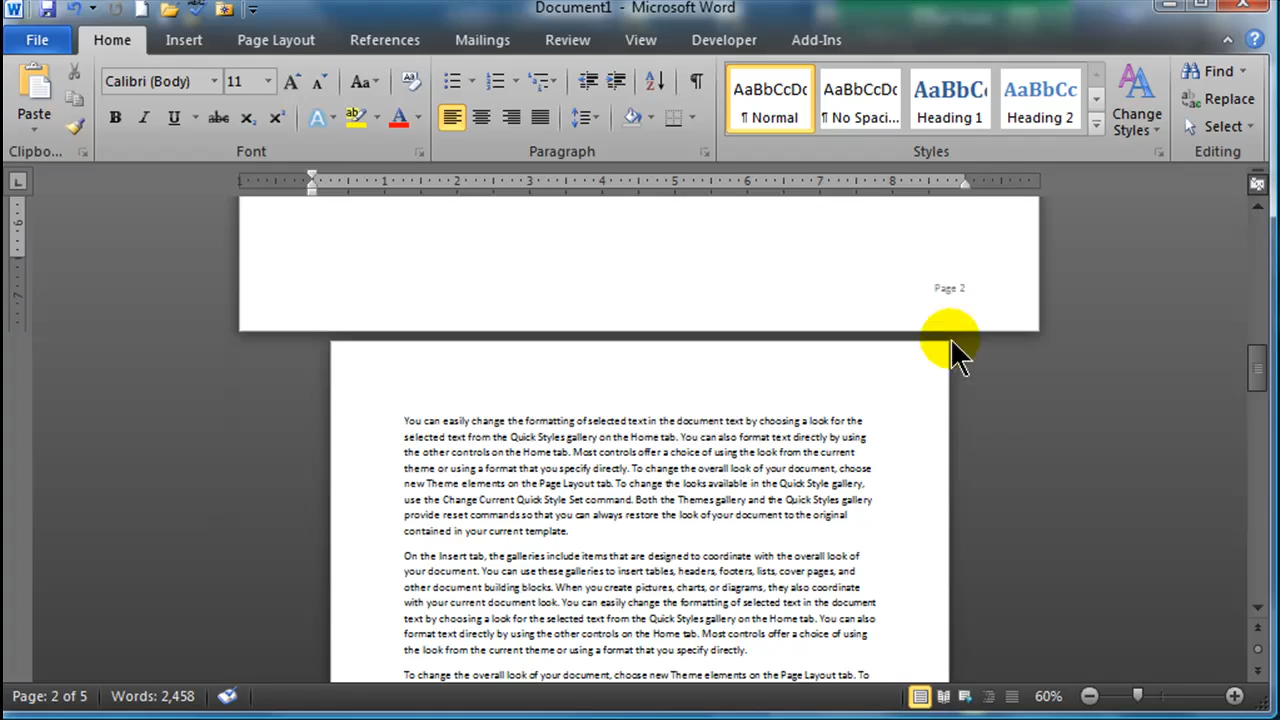 Document1 - Microsoft Word
File Home Insert Page Layout References Mailings Review View Developer Add-Ins
Calibri (Body) 11 Aa
AaBbCcDc AaBbCcDc AaBbC AaBbCc
Find
Replace
Select
Paste
¶ Normal ¶ No Spaci... Heading 1 Heading 2
Change Styles
Clipbo... Font Paragraph Styles Editing
1 1 2 3 4 5 6 7 8
6
7
Page 2
You can easily change the formatting of selected text in the document text by choosing a look for the
selected text from the Quick Styles gallery on the Home tab. You can also format text directly by using
the other controls on the Home tab. Most controls offer a choice of using the look from the current
theme or using a format that you specify directly. To change the overall look of your document, choose
new Theme elements on the Page Layout tab. To change the looks available in the Quick Style gallery,
use the Change Current Quick Style Set command. Both the Themes gallery and the Quick Styles gallery
provide reset commands so that you can always restore the look of your document to the original
contained in your current template.
On the Insert tab, the galleries include items that are designed to coordinate with the overall look of
your document. You can use these galleries to insert tables, headers, footers, lists, cover pages, and
other document building blocks. When you create pictures, charts, or diagrams, they also coordinate
with your current document look. You can easily change the formatting of selected text in the document
text by choosing a look for the selected text from the Quick Styles gallery on the Home tab. You can also
format text directly by using the other controls on the Home tab. Most controls offer a choice of using
the look from the current theme or using a format that you specify directly.
To change the overall look of your document, choose new Theme elements on the Page Layout tab. To
Page: 2 of 5 Words: 2,458 60%